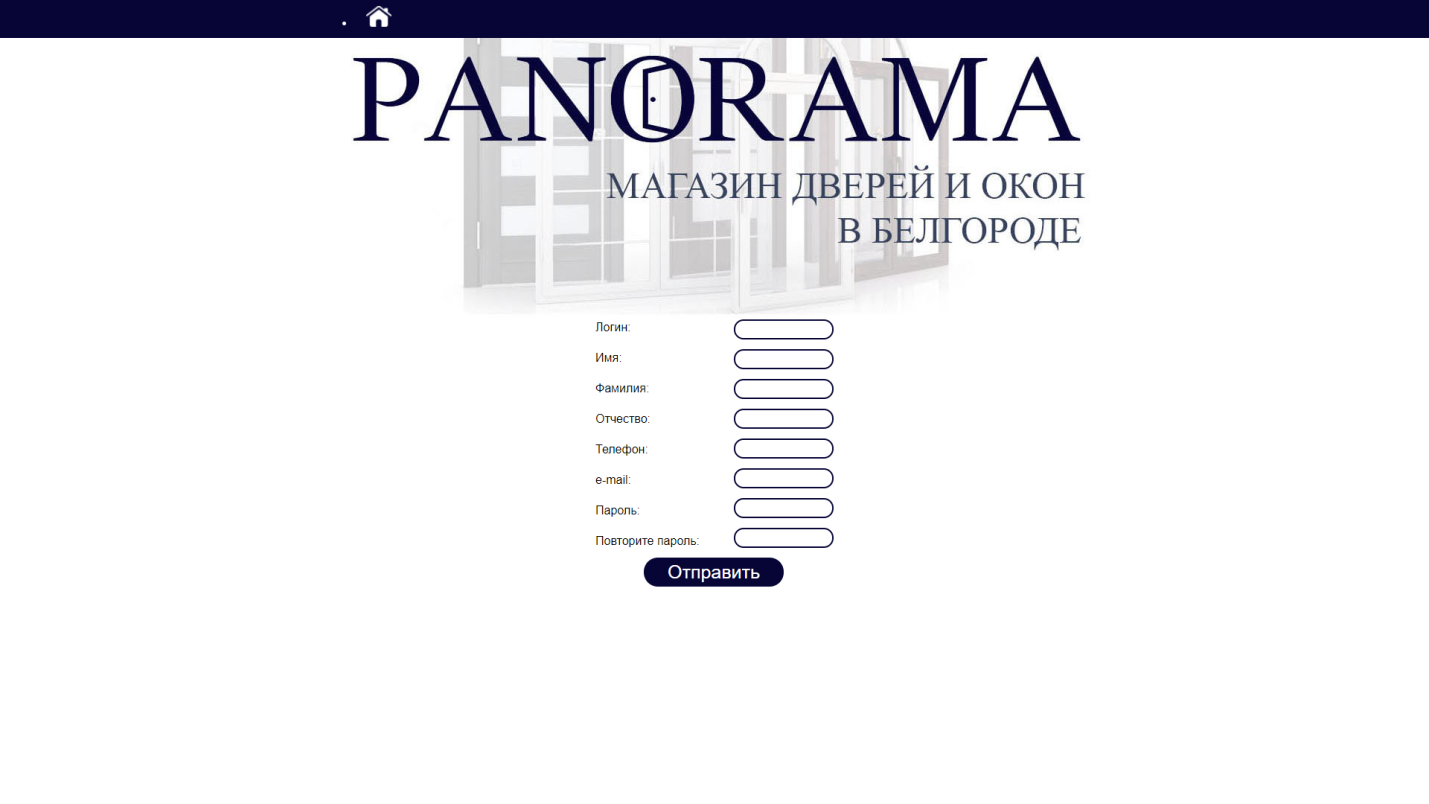 PANORAMA
МАГАЗИН ДВЕРЕЙ И ОКОН
В БЕЛГОРОДЕ
Логин:
Имя:
Фамилия:
Отчество:
Телефон:
e-mail:
Пароль:
Повторите пароль:
Отправить